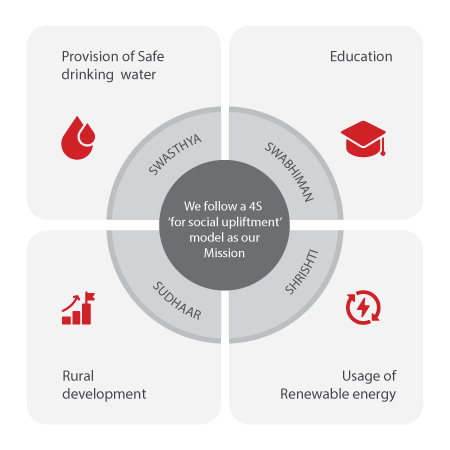 Provision of Safe
drinking water
Education
SWASTHYA
SWABHIMAN
We follow a 4S
‘for social upliftment’
model as our
Mission
SUDHAAR
SHRISHTI
Rural
development
Usage of
Renewable energy